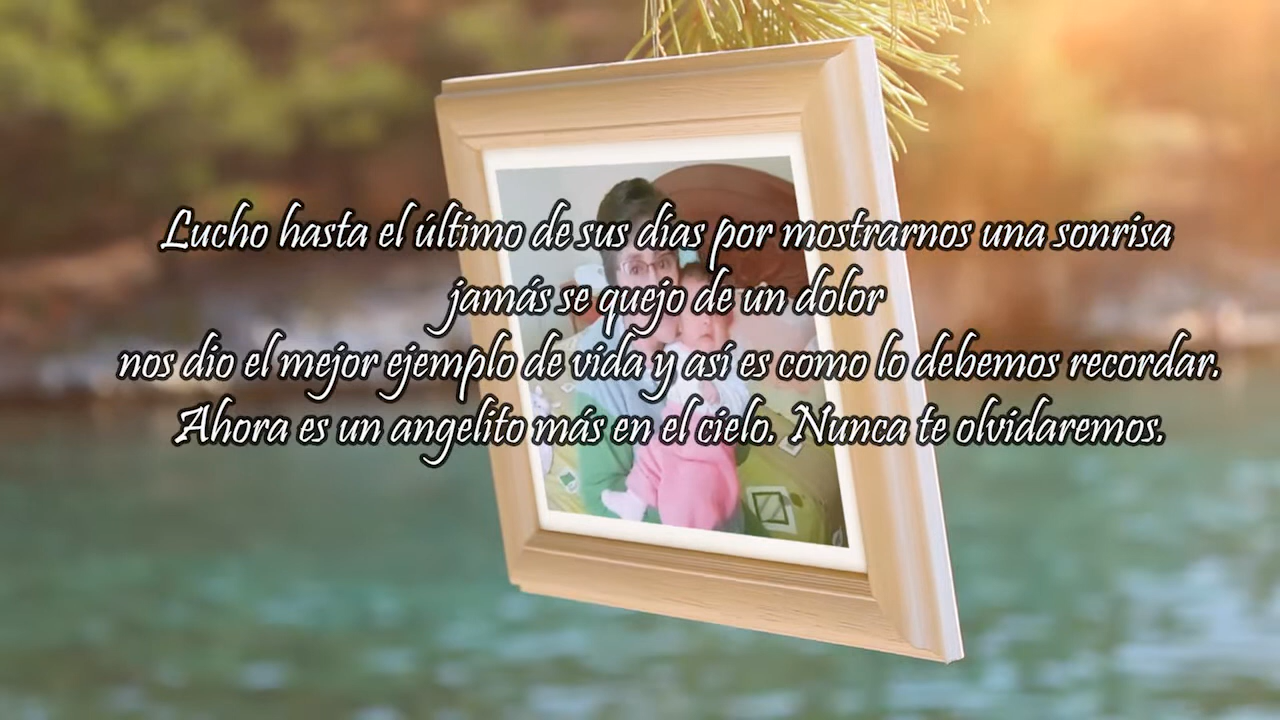 Lucho hasta el último de sus días por mostrarnos una sonrisa
jamás se quejo de un dolor
nos dio el mejor ejemplo de vida y así es como lo debemos recordar.
Ahora es un angelito más en el cielo. Nunca te olvidaremos.